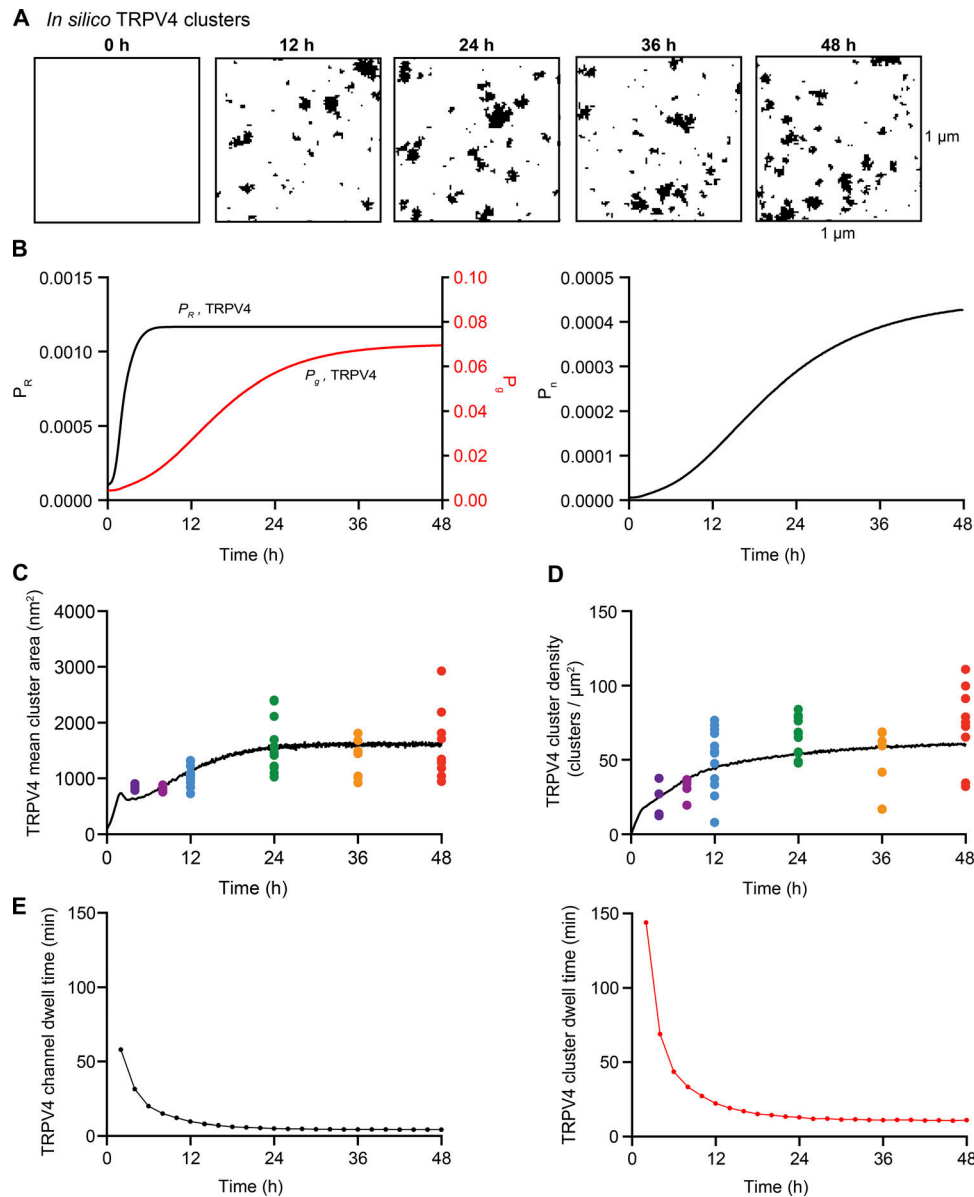 A In silico TRPV4 clusters
0 h 12 h 24 h 36 h 48 h
1 µm
1 µm
B
0.0015
0.0010
0.0005
0.0000
P_R
P_R , TRPV4
P_g , TRPV4
0.10
0.08
0.06
0.04
0.02
0.00
P_g
0 12 24 36 48
Time (h)
0.0005
0.0004
0.0003
0.0002
0.0001
0.0000
P_n
0 12 24 36 48
Time (h)
C
4000
3000
2000
1000
0
TRPV4 mean cluster area (nm²)
0 12 24 36 48
Time (h)
D
150
100
50
0
TRPV4 cluster density
(clusters / µm²)
0 12 24 36 48
Time (h)
E
150
100
50
0
TRPV4 channel dwell time (min)
0 12 24 36 48
Time (h)
150
100
50
0
TRPV4 cluster dwell time (min)
0 12 24 36 48
Time (h)